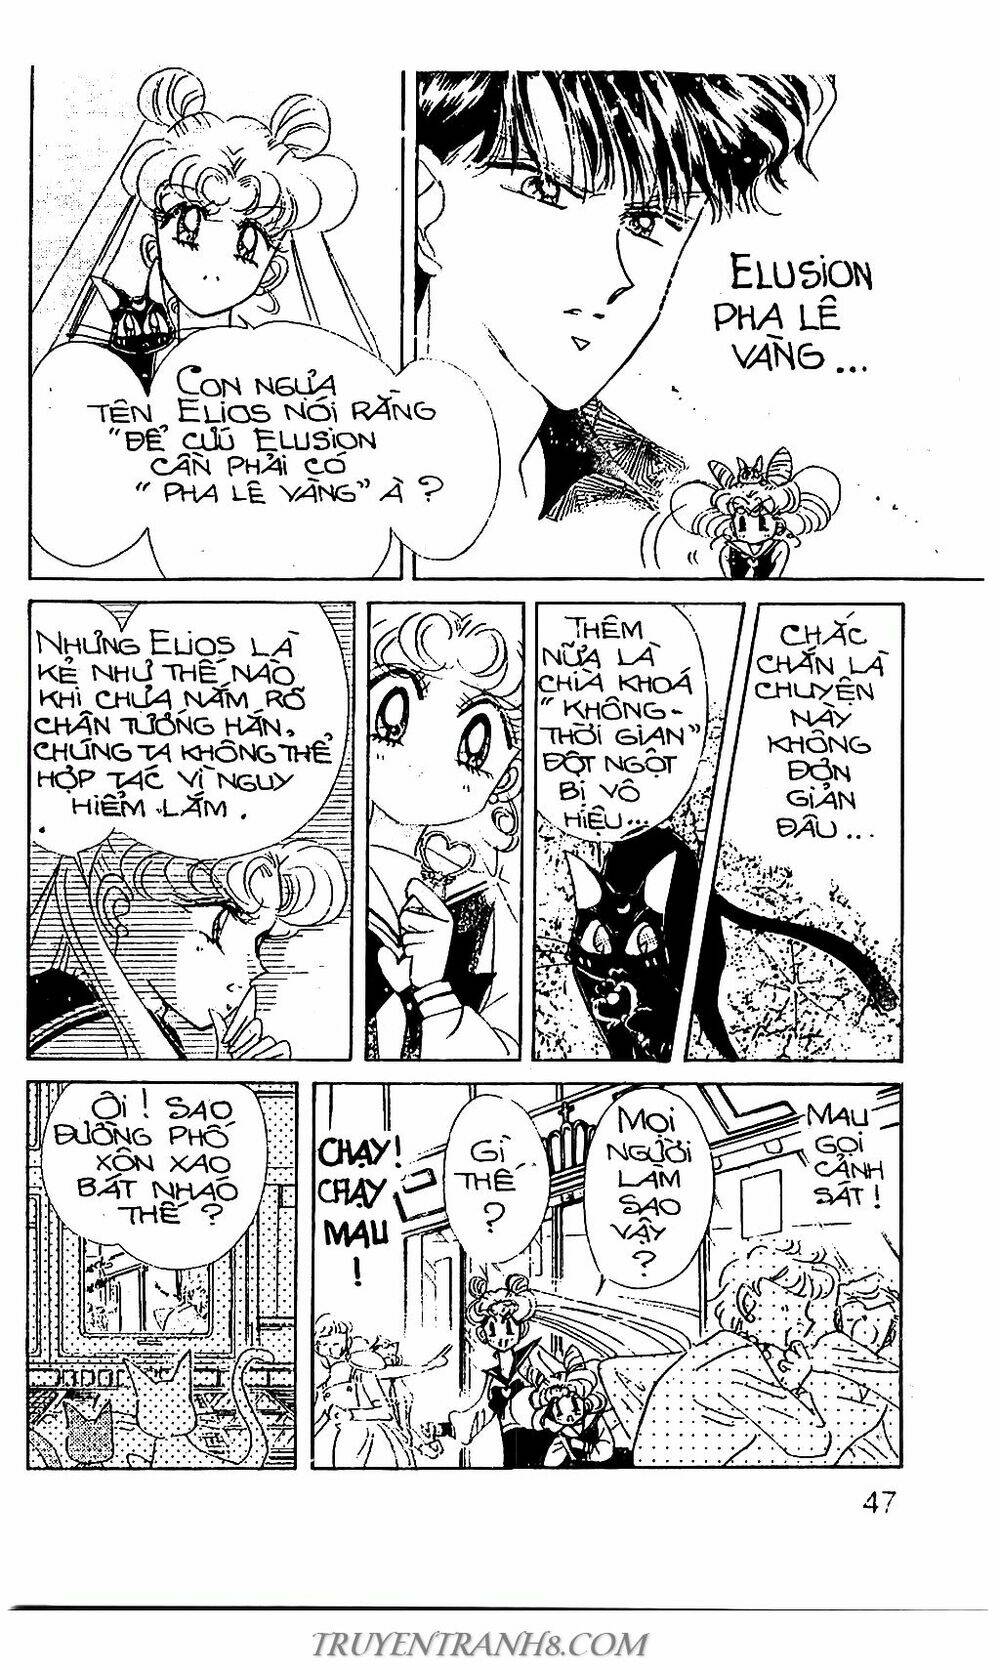 CON NGỰA
TÊN ELIOS NÓI RẰNG
"ĐỂ CỨU ELUSION
CẦN PHẢI CÓ
"PHA LÊ VÀNG" À ?
ELUSION
PHA LÊ
VÀNG ...
NHƯNG ELIOS LÀ
KẺ NHƯ THẾ NÀO
KHI CHƯA NẮM RÕ
CHÂN TƯỚNG HẮN,
CHÚNG TA KHÔNG THỂ
HỢP TÁC VÌ NGUY
HIỂM LẮM.
THÊM
NỮA LÀ
CHÌA KHOÁ
"KHÔNG-
THỜI GIAN"
ĐỘT NGỘT
BỊ VÔ
HIỆU...
CHẮC
CHẮN LÀ
CHUYỆN
NÀY
KHÔNG
ĐƠN
GIẢN
ĐÂU...
ÔI ! SAO
ĐƯỜNG PHỐ
XÔN XAO
BÁT NHÁO
THẾ ?
CHẠY!
CHẠY
MAU
!
GÌ
THẾ
?
MỌI
NGƯỜI
LÀM
SAO
VẬY
?
MAU
GỌI
CẢNH
SÁT !
47
TRUYENTRANH8.COM